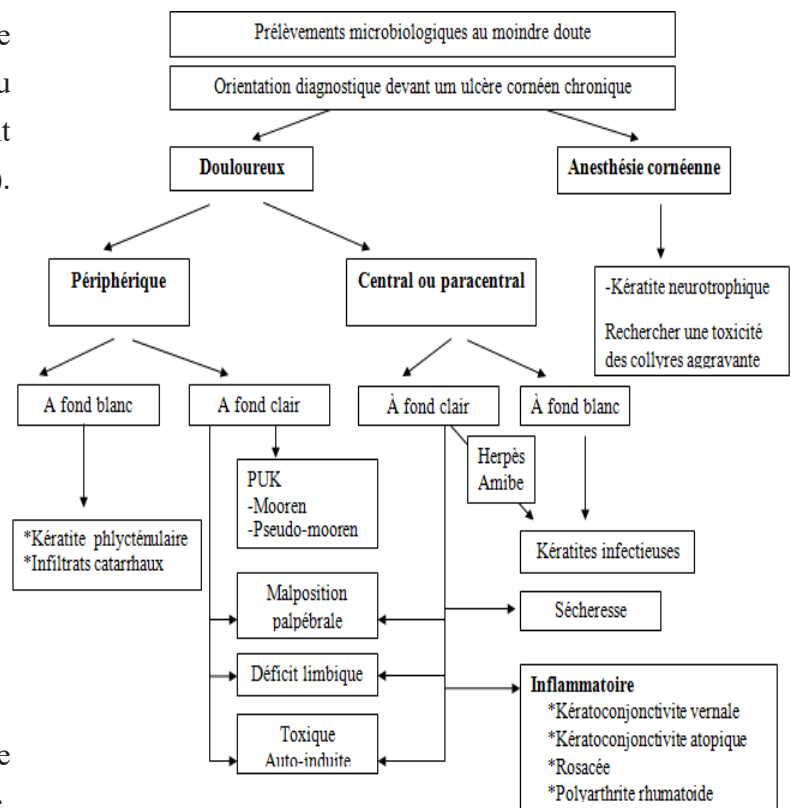 e
Prélèvements microbiologiques au moindre doute
u
Orientation diagnostique devant um ulcère cornéen chronique
t
).
Douloureux
Anesthésie cornéenne
Périphérique
Central ou paracentral
-Kératite neurotrophique
Rechercher une toxicité
des collyres aggravante
A fond blanc
A fond clair
À fond clair
À fond blanc
Herpès
Amibe
PUK
-Mooren
-Pseudo-mooren
*Kératite phlycténulaire
*Infiltrats catarrhaux
Kératites infectieuses
Malposition
palpébrale
Sécheresse
Déficit limbique
Inflammatoire
*Kératoconjonctivite vernale
*Kératoconjonctivite atopique
*Rosacée
*Polyarthrite rhumatoide
Toxique
Auto-induite
e